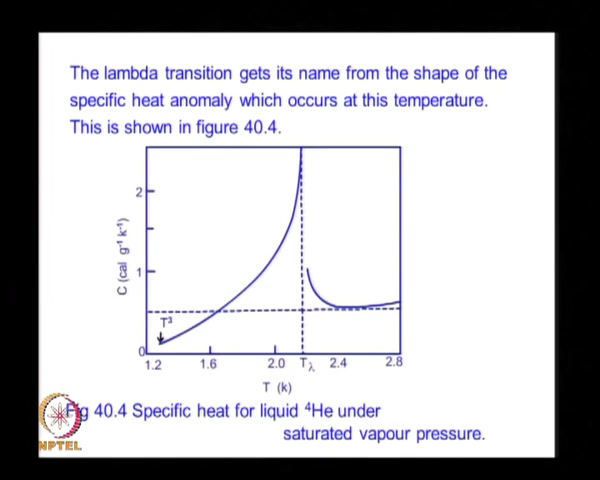 The lambda transition gets its name from the shape of the
specific heat anomaly which occurs at this temperature.
This is shown in figure 40.4.
C (cal g⁻¹ k⁻¹)
2
1
0
T³
1.2 1.6 2.0 Tλ 2.4 2.8
T (k)
Fig 40.4 Specific heat for liquid ⁴He under
saturated vapour pressure.
NPTEL